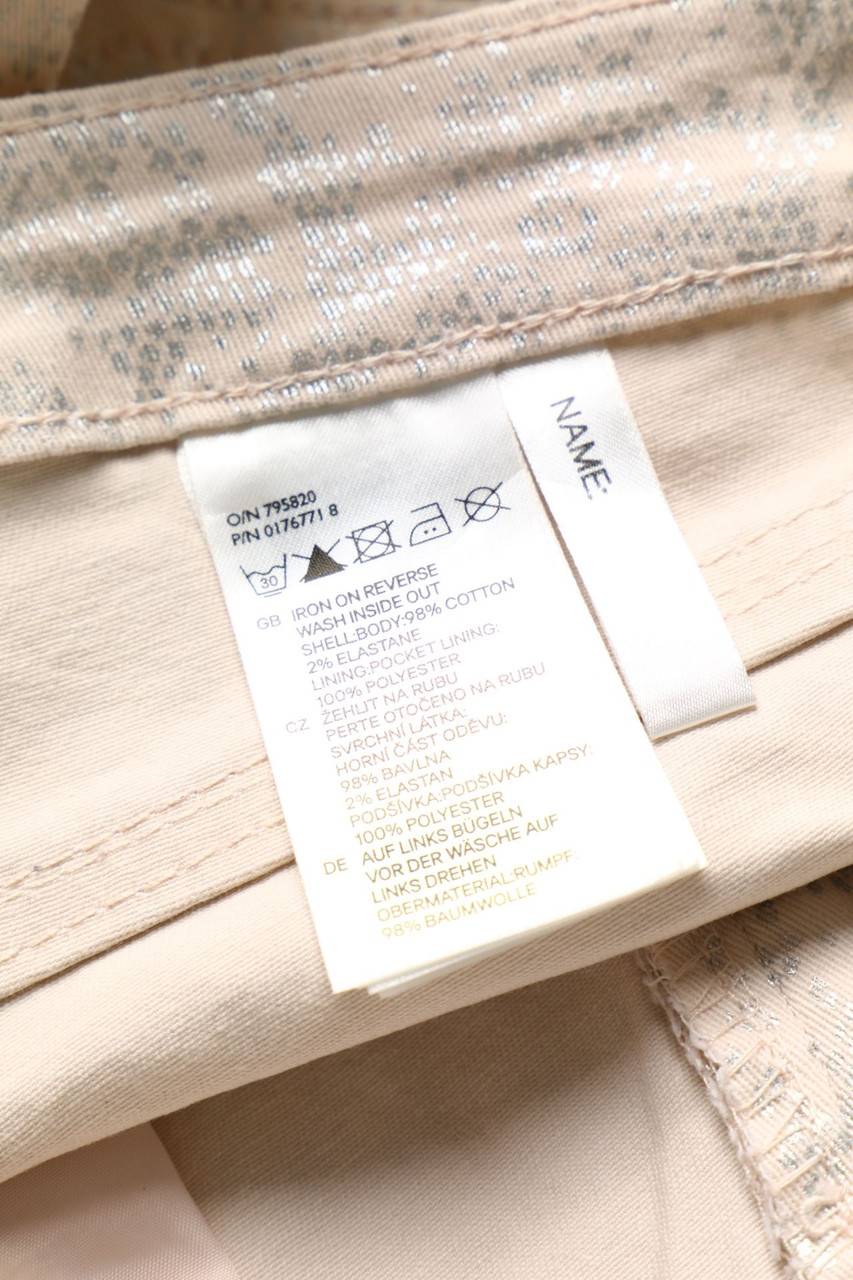 O/N 795820
P/N 0176771 8
30
GB IRON ON REVERSE
WASH INSIDE OUT
SHELL:BODY:98% COTTON
2% ELASTANE
LINING:POCKET LINING:
100% POLYESTER
CZ ŽEHLIT NA RUBU
PERTE OTOČENO NA RUBU
SVRCHNÍ LÁTKA:
HORNÍ ČÁST ODĚVU:
98% BAVLNA
2% ELASTAN
PODŠÍVKA:PODŠÍVKA KAPSY:
100% POLYESTER
DE AUF LINKS BÜGELN
VOR DER WÄSCHE AUF
LINKS DREHEN
OBERMATERIAL:RUMPF:
98% BAUMWOLLE
NAME: